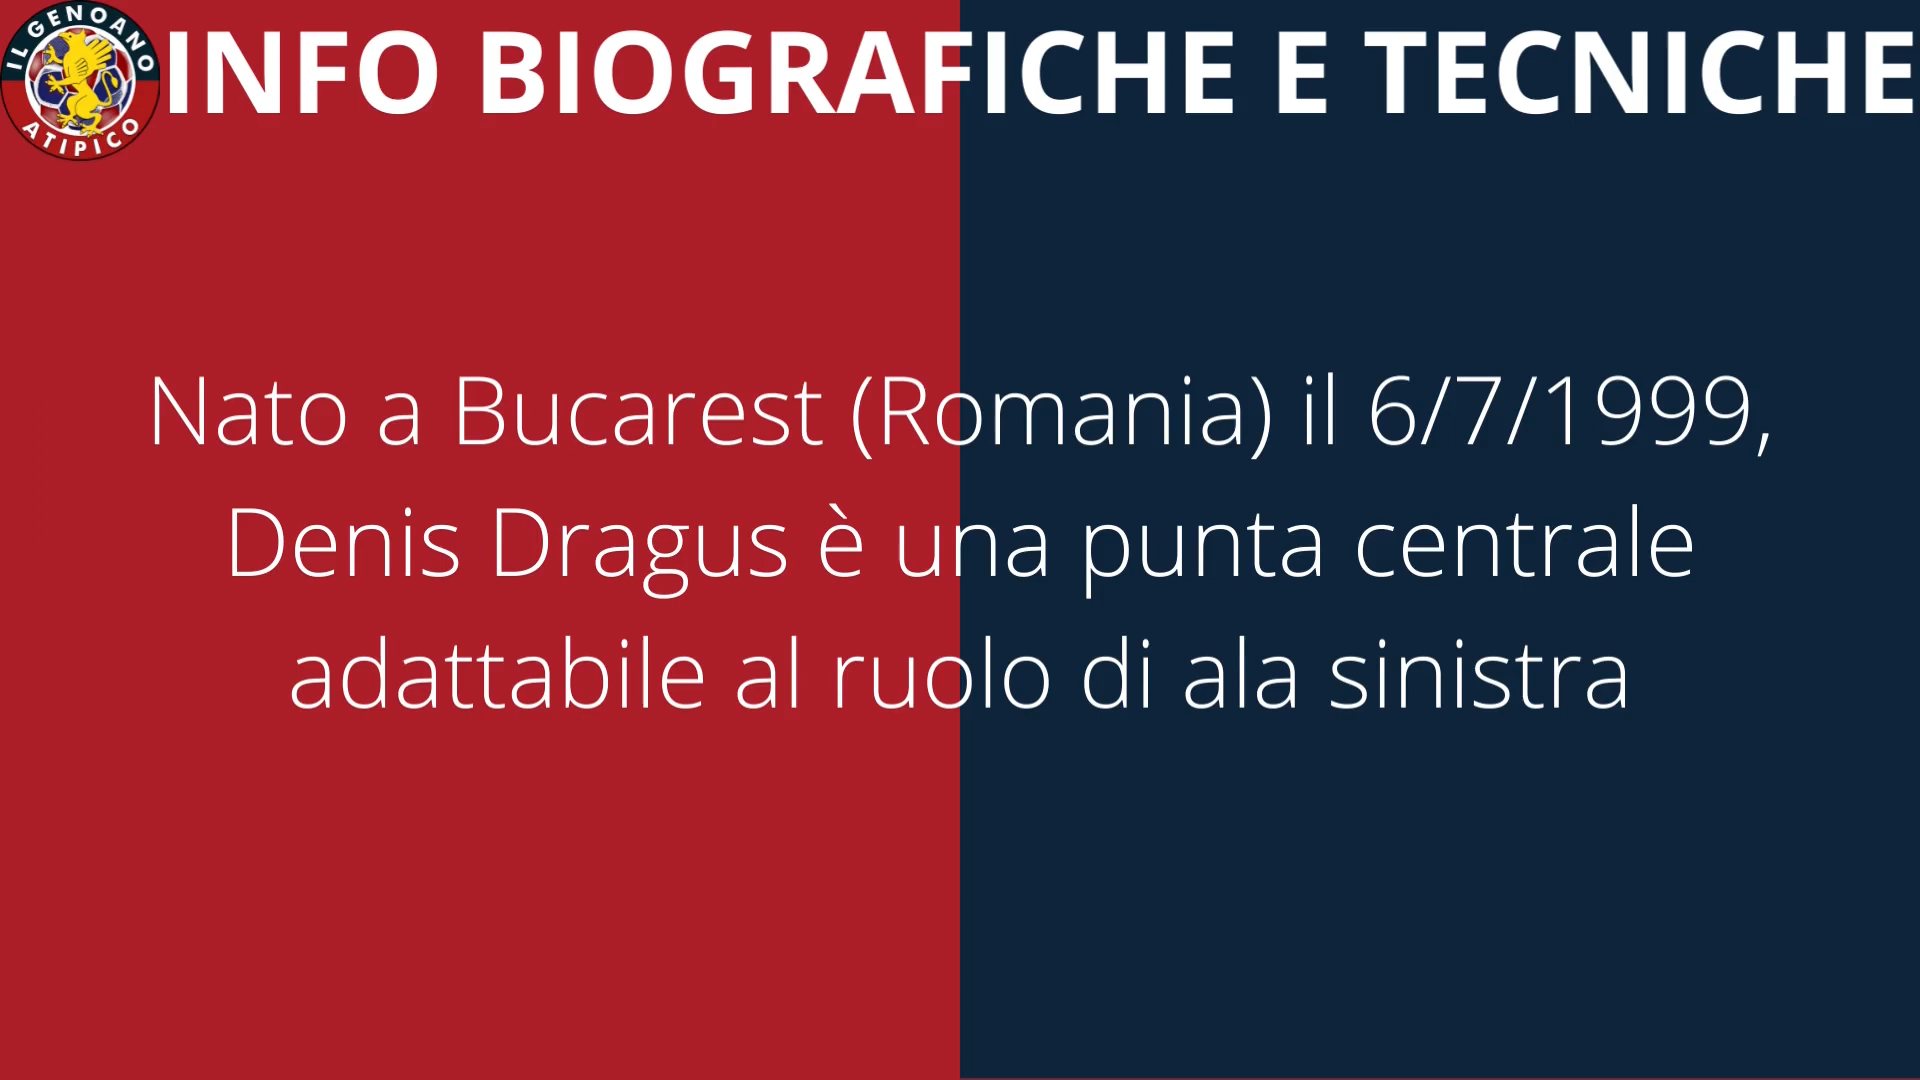 IL GENOANO
ATIPICO
INFO BIOGRAFICHE E TECNICHE
Nato a Bucarest (Romania) il 6/7/1999,
Denis Dragus è una punta centrale
adattabile al ruolo di ala sinistra